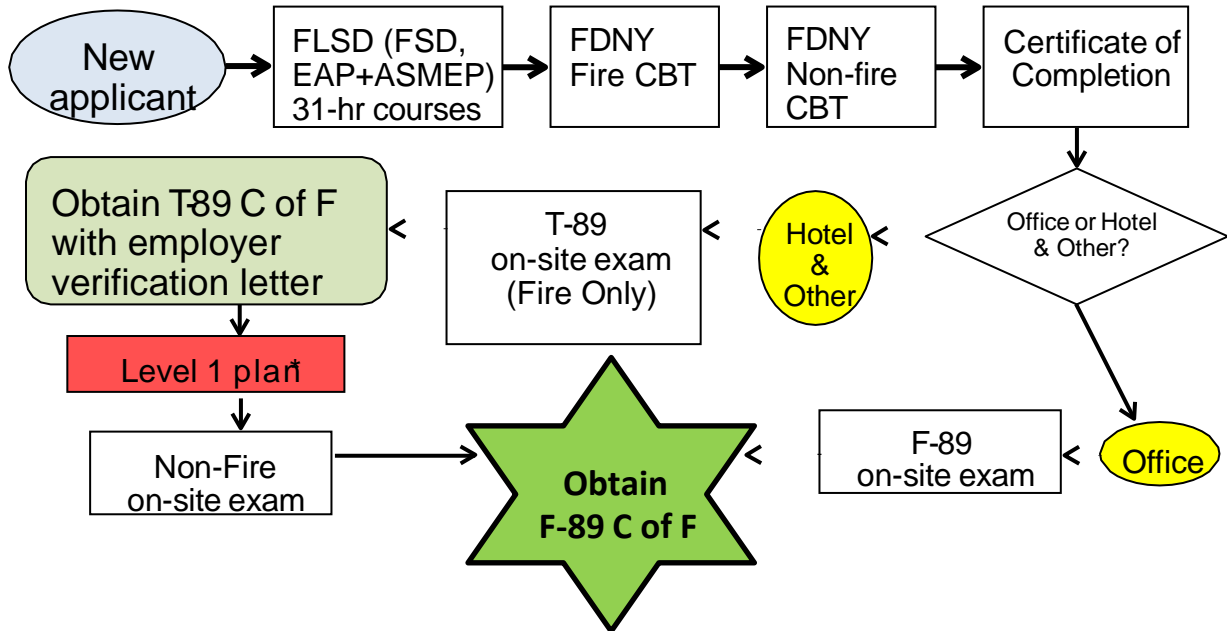 New
applicant
FLSD (FSD,
EAP+ASMEP)
31-hr courses
FDNY
Fire CBT
FDNY
Non-fire
CBT
Certificate of
Completion
Office or Hotel
& Other?
Hotel
&
Other
T-89
on-site exam
(Fire Only)
Obtain T-89 C of F
with employer
verification letter
Level 1 plan*
Non-Fire
on-site exam
Office
F-89
on-site exam
Obtain
F-89 C of F